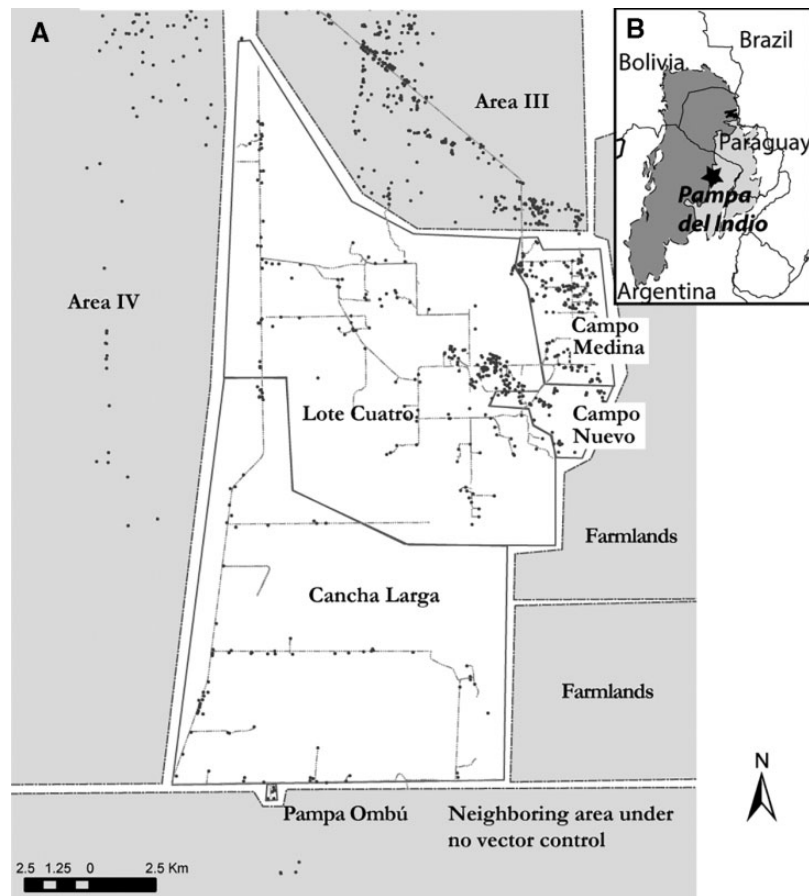 A
B
Brazil
Bolivia
Paraguay
Pampa
del Indio
Argentina
Area III
Area IV
Campo
Medina
Lote Cuatro
Campo
Nuevo
Farmlands
Cancha Larga
Farmlands
N
Pampa Ombú
Neighboring area under
no vector control
2.5 1.25 0 2.5 Km